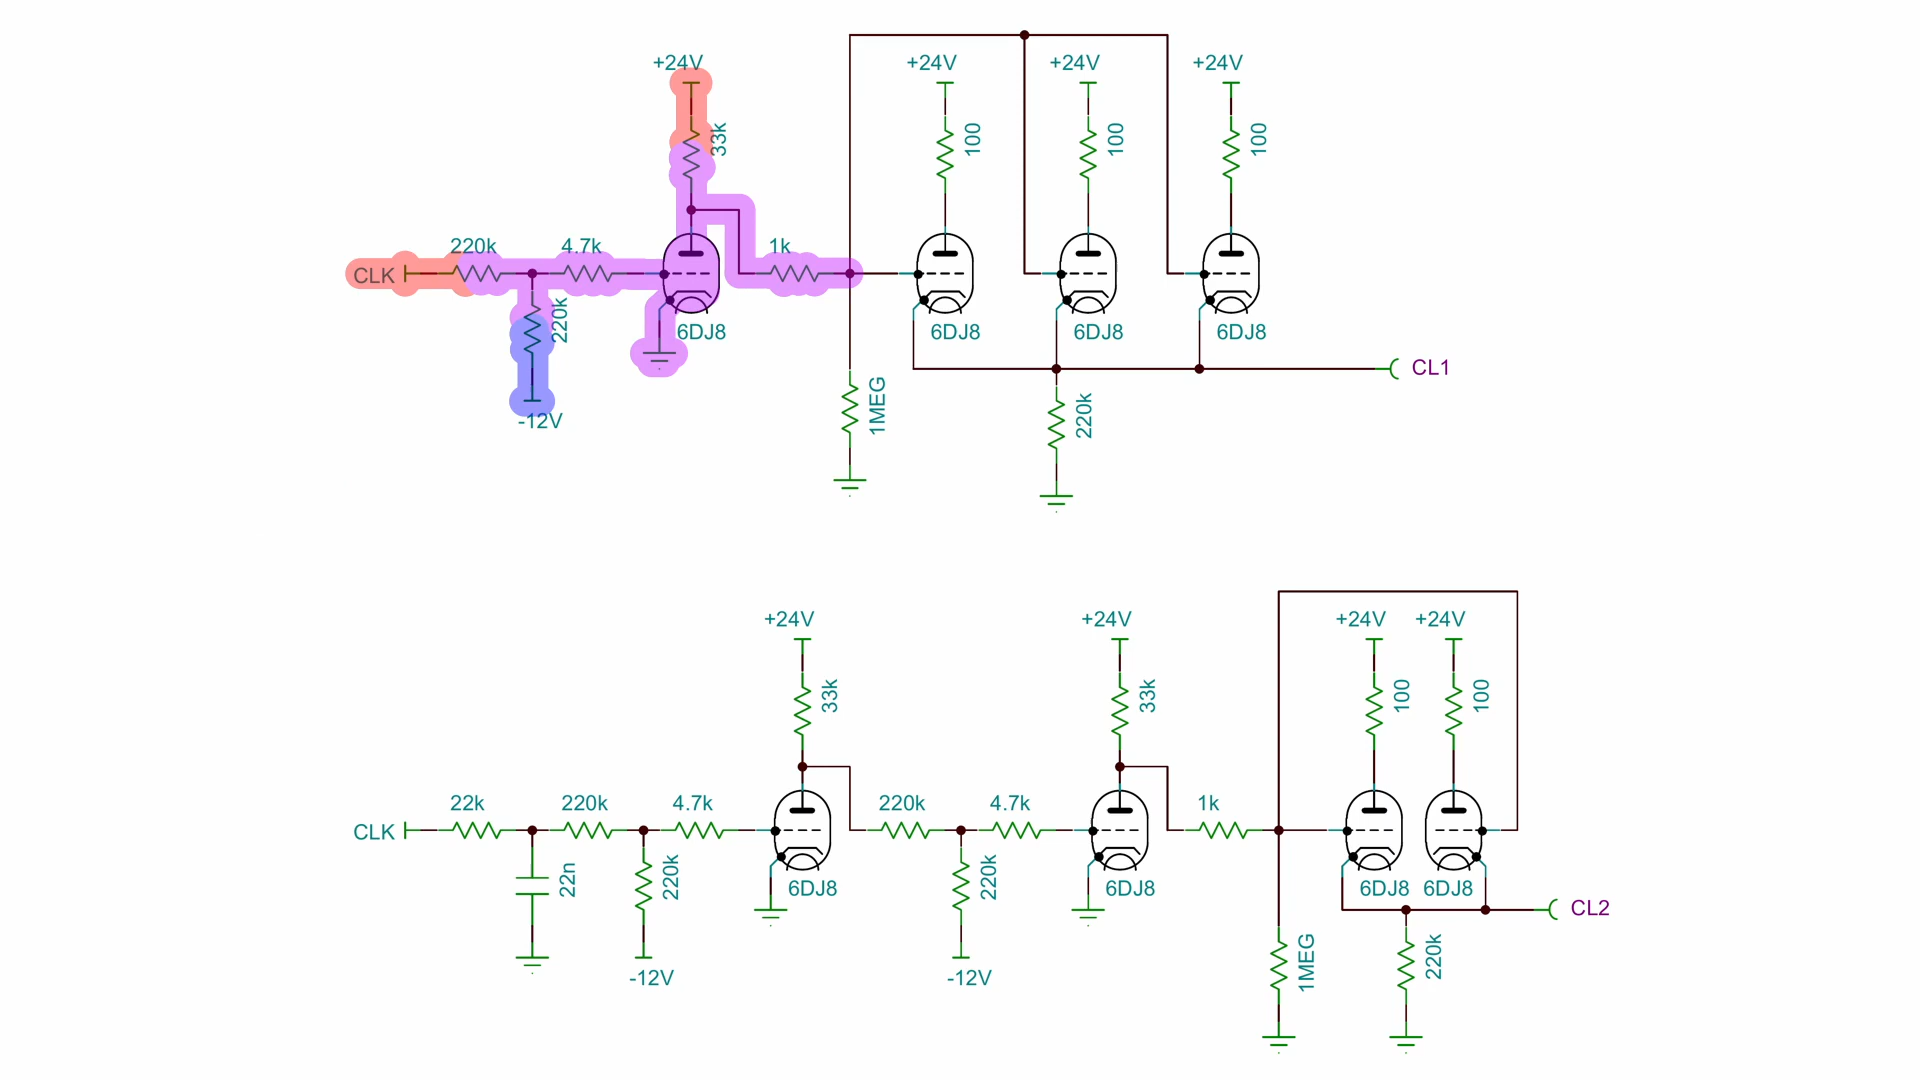 +24V
+24V
+24V
+24V
33k
100
100
100
CLK
220k
4.7k
1k
220k
6DJ8
6DJ8
6DJ8
6DJ8
CL1
-12V
1MEG
220k
+24V
+24V
+24V
+24V
33k
33k
100
100
CLK
22k
220k
4.7k
220k
4.7k
1k
22n
220k
6DJ8
220k
6DJ8
6DJ8
6DJ8
CL2
-12V
-12V
1MEG
220k